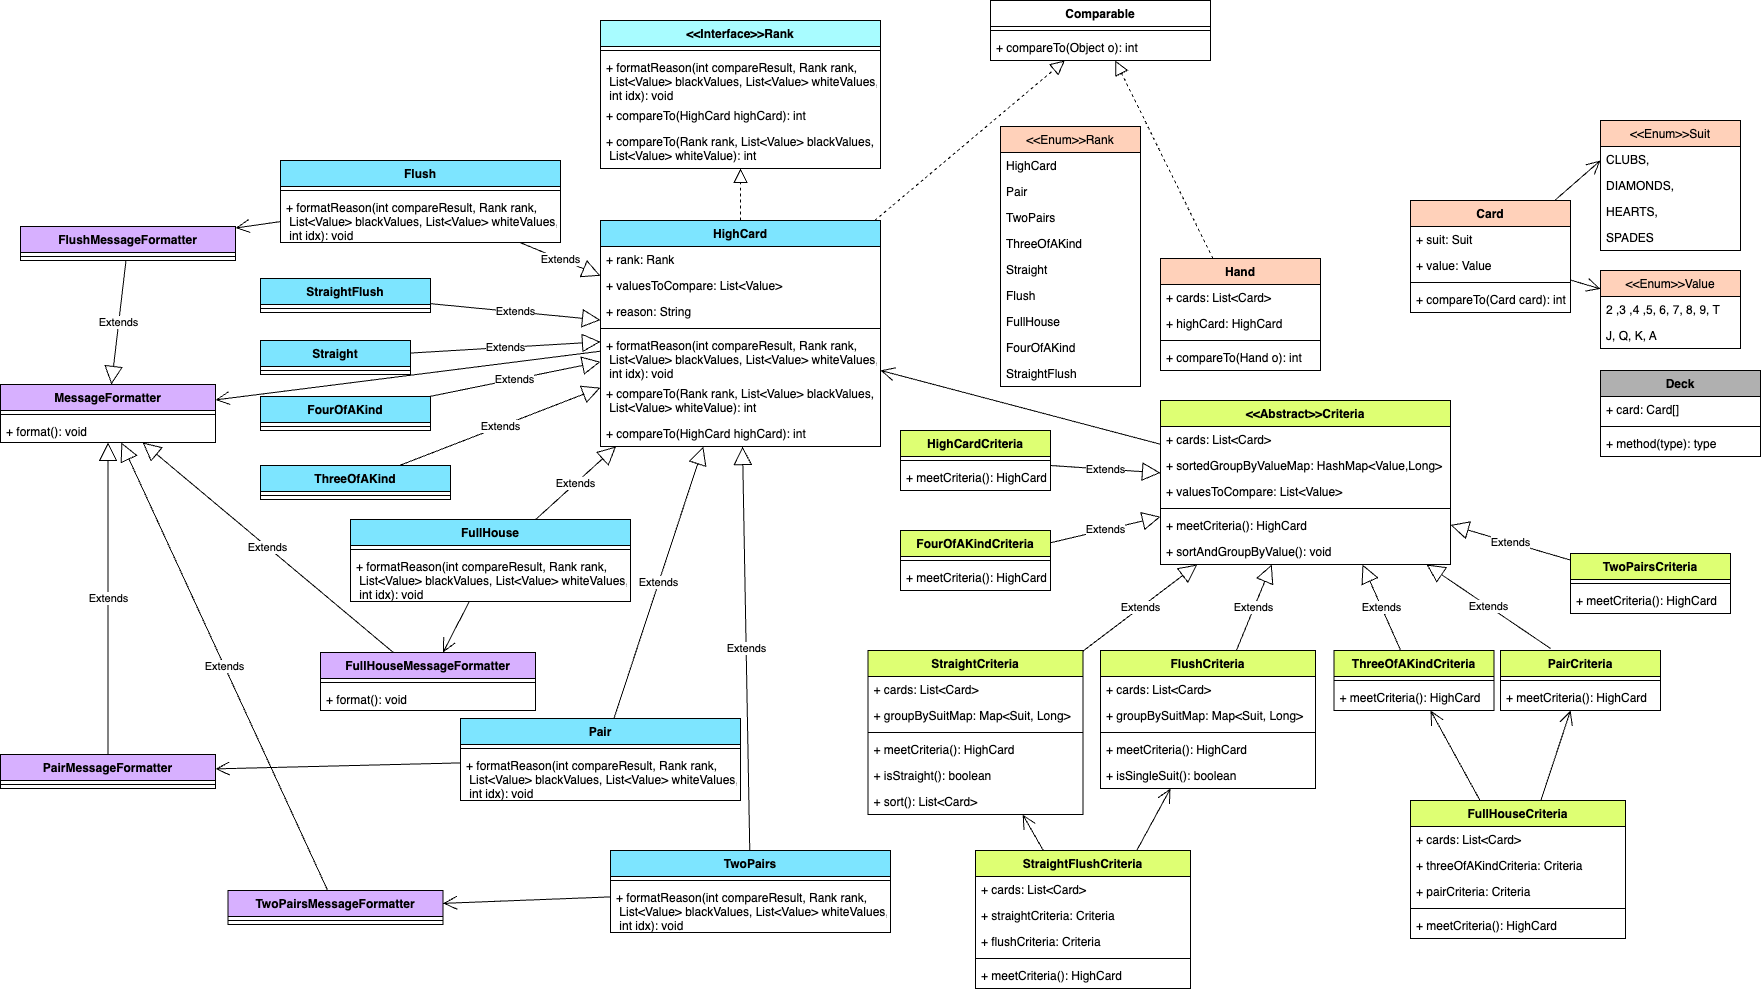 Comparable
+ compareTo(Object o): int
<<Interface>>Rank
+ formatReason(int compareResult, Rank rank,
List<Value> blackValues, List<Value> whiteValues,
int idx): void
+ compareTo(HighCard highCard): int
+ compareTo(Rank rank, List<Value> blackValues,
List<Value> whiteValue): int
<<Enum>>Rank
HighCard
Pair
TwoPairs
ThreeOfAKind
Straight
Flush
FullHouse
FourOfAKind
StraightFlush
<<Enum>>Suit
CLUBS,
DIAMONDS,
HEARTS,
SPADES
Card
+ suit: Suit
+ value: Value
+ compareTo(Card card): int
<<Enum>>Value
2 ,3 ,4 ,5, 6, 7, 8, 9, T
J, Q, K, A
Hand
+ cards: List<Card>
+ highCard: HighCard
+ compareTo(Hand o): int
Deck
+ card: Card[]
+ method(type): type
Flush
+ formatReason(int compareResult, Rank rank,
List<Value> blackValues, List<Value> whiteValues,
int idx): void
FlushMessageFormatter
Extends
HighCard
+ rank: Rank
+ valuesToCompare: List<Value>
+ reason: String
+ formatReason(int compareResult, Rank rank,
List<Value> blackValues, List<Value> whiteValues,
int idx): void
+ compareTo(Rank rank, List<Value> blackValues,
List<Value> whiteValue): int
+ compareTo(HighCard highCard): int
StraightFlush
Extends
Extends
Straight
Extends
MessageFormatter
+ format(): void
FourOfAKind
Extends
ThreeOfAKind
Extends
FullHouse
+ formatReason(int compareResult, Rank rank,
List<Value> blackValues, List<Value> whiteValues,
int idx): void
Extends
Extends
Extends
Extends
Extends
Extends
FullHouseMessageFormatter
+ format(): void
Pair
+ formatReason(int compareResult, Rank rank,
List<Value> blackValues, List<Value> whiteValues,
int idx): void
PairMessageFormatter
TwoPairs
+ formatReason(int compareResult, Rank rank,
List<Value> blackValues, List<Value> whiteValues,
int idx): void
TwoPairsMessageFormatter
<<Abstract>>Criteria
+ cards: List<Card>
+ sortedGroupByValueMap: HashMap<Value,Long>
+ valuesToCompare: List<Value>
+ meetCriteria(): HighCard
+ sortAndGroupByValue(): void
HighCardCriteria
+ meetCriteria(): HighCard
Extends
FourOfAKindCriteria
+ meetCriteria(): HighCard
Extends
TwoPairsCriteria
+ meetCriteria(): HighCard
Extends
Extends
Extends
Extends
Extends
StraightCriteria
+ cards: List<Card>
+ groupBySuitMap: Map<Suit, Long>
+ meetCriteria(): HighCard
+ isStraight(): boolean
+ sort(): List<Card>
FlushCriteria
+ cards: List<Card>
+ groupBySuitMap: Map<Suit, Long>
+ meetCriteria(): HighCard
+ isSingleSuit(): boolean
ThreeOfAKindCriteria
+ meetCriteria(): HighCard
PairCriteria
+ meetCriteria(): HighCard
StraightFlushCriteria
+ cards: List<Card>
+ straightCriteria: Criteria
+ flushCriteria: Criteria
+ meetCriteria(): HighCard
FullHouseCriteria
+ cards: List<Card>
+ threeOfAKindCriteria: Criteria
+ pairCriteria: Criteria
+ meetCriteria(): HighCard